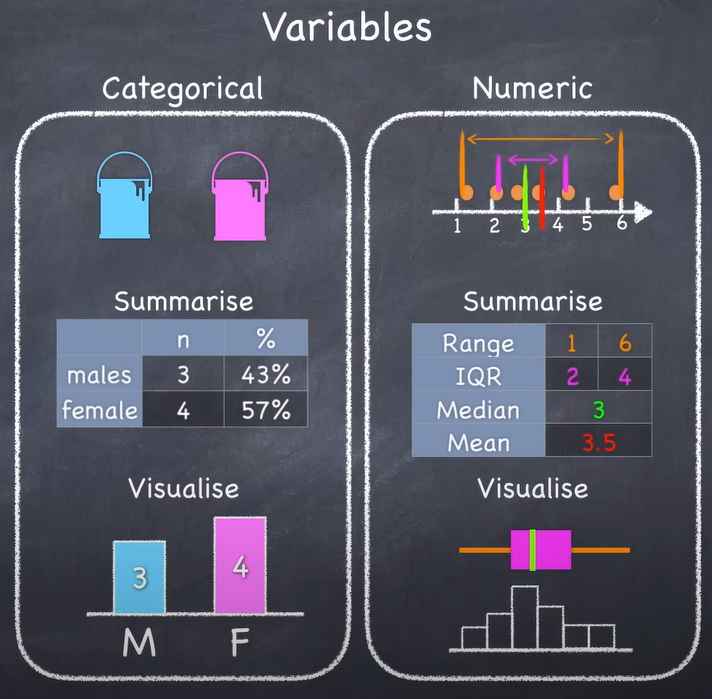 Variables
Categorical
Numeric
1 2 3 4 5 6
Summarise
n %
males 3 43%
female 4 57%
Summarise
Range 1 6
IQR 2 4
Median 3
Mean 3.5
Visualise
3 4
M F
Visualise